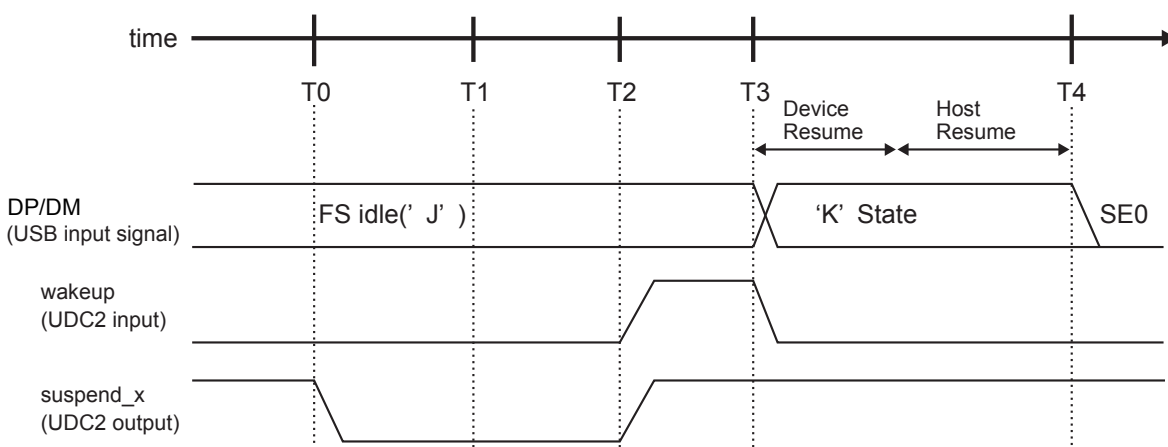 time
T0 T1 T2 T3 T4
Device Host
Resume Resume
DP/DM
(USB input signal)
FS idle(' J' ) 'K' State SE0
wakeup
(UDC2 input)
suspend_x
(UDC2 output)